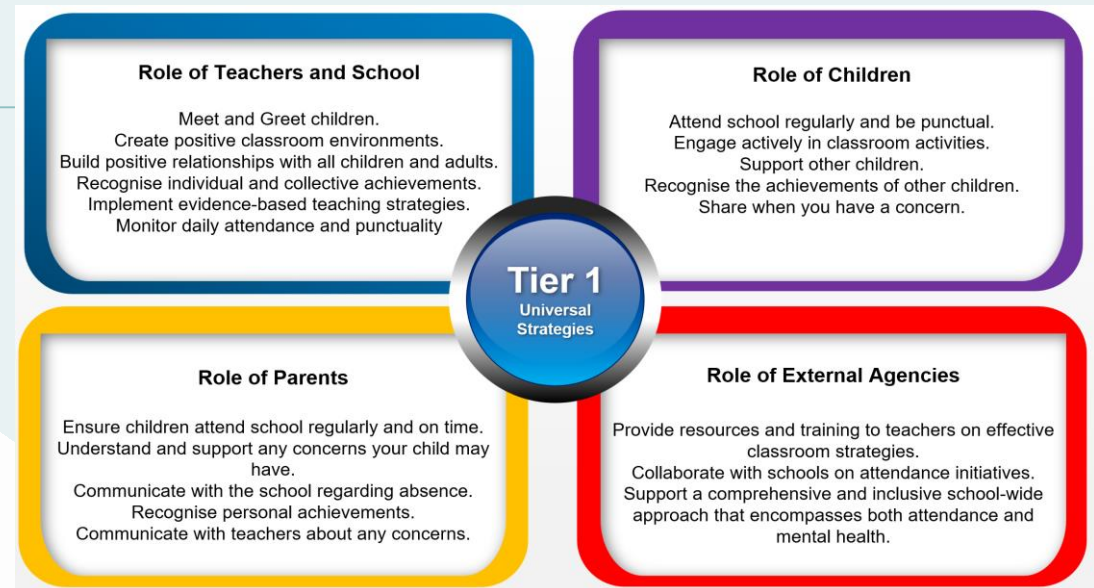 Role of Teachers and School
Meet and Greet children.
Create positive classroom environments.
Build positive relationships with all children and adults.
Recognise individual and collective achievements.
Implement evidence-based teaching strategies.
Monitor daily attendance and punctuality
Role of Children
Attend school regularly and be punctual.
Engage actively in classroom activities.
Support other children.
Recognise the achievements of other children.
Share when you have a concern.
Tier 1
Universal
Strategies
Role of Parents
Ensure children attend school regularly and on time.
Understand and support any concerns your child may
have.
Communicate with the school regarding absence.
Recognise personal achievements.
Communicate with teachers about any concerns.
Role of External Agencies
Provide resources and training to teachers on effective
classroom strategies.
Collaborate with schools on attendance initiatives.
Support a comprehensive and inclusive school-wide
approach that encompasses both attendance and
mental health.